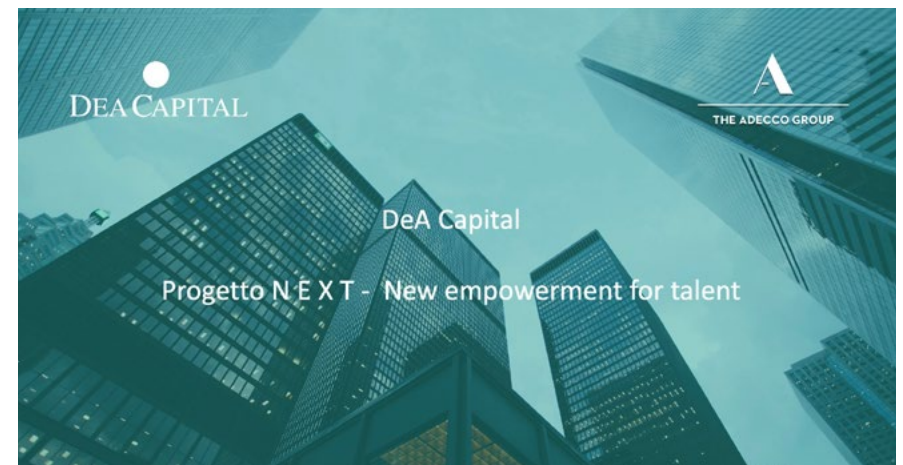 DEA CAPITAL
A
THE ADECCO GROUP
DeA Capital
Progetto N E X T -  New empowerment for talent